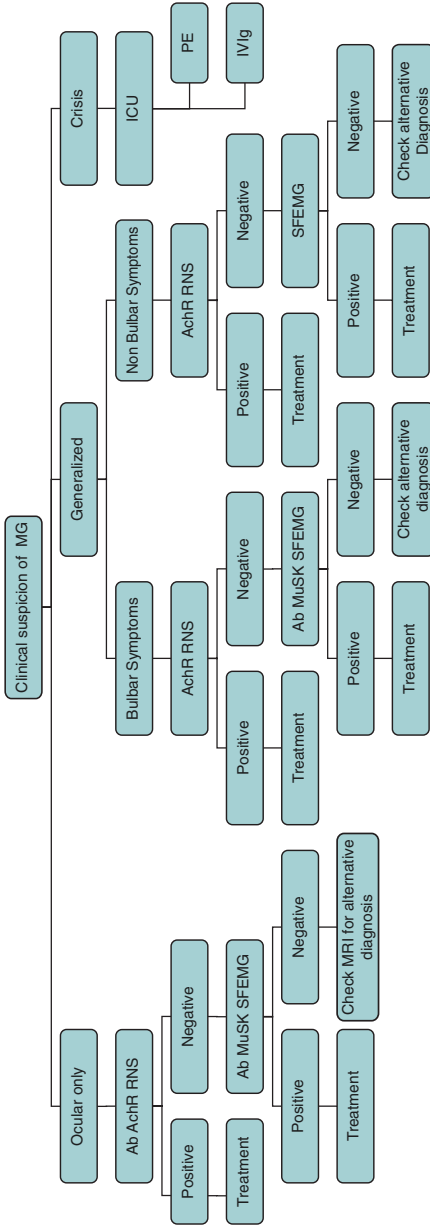 Clinical suspicion of MG
Ocular only
Generalized
Crisis
Ab AchR RNS
Bulbar Symptoms
Non Bulbar Symptoms
ICU
Positive
Negative
AchR RNS
AchR RNS
PE
Treatment
Ab MuSK SFEMG
Positive
Negative
Positive
Negative
IVIg
Positive
Negative
Treatment
Ab MuSK SFEMG
Treatment
SFEMG
Treatment
Check MRI for alternative
diagnosis
Positive
Negative
Positive
Negative
Treatment
Check alternative
diagnosis
Treatment
Check alternative
Diagnosis